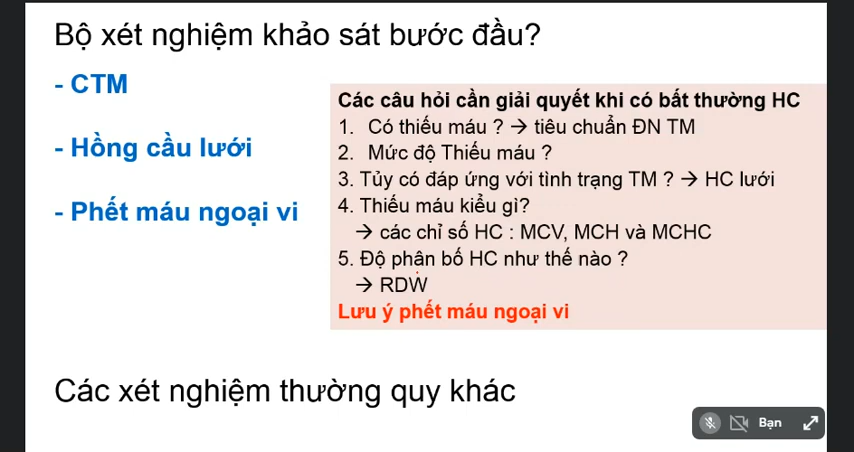 Bộ xét nghiệm khảo sát bước đầu?
- CTM
- Hồng cầu lưới
- Phết máu ngoại vi
Các câu hỏi cần giải quyết khi có bất thường HC
1. Có thiếu máu ? → tiêu chuẩn ĐN TM
2. Mức độ Thiếu máu ?
3. Tủy có đáp ứng với tình trạng TM ? → HC lưới
4. Thiếu máu kiểu gì?
→ các chỉ số HC : MCV, MCH và MCHC
5. Độ phân bố HC như thế nào ?
→ RDW
Lưu ý phết máu ngoại vi
Các xét nghiệm thường quy khác
Bạn